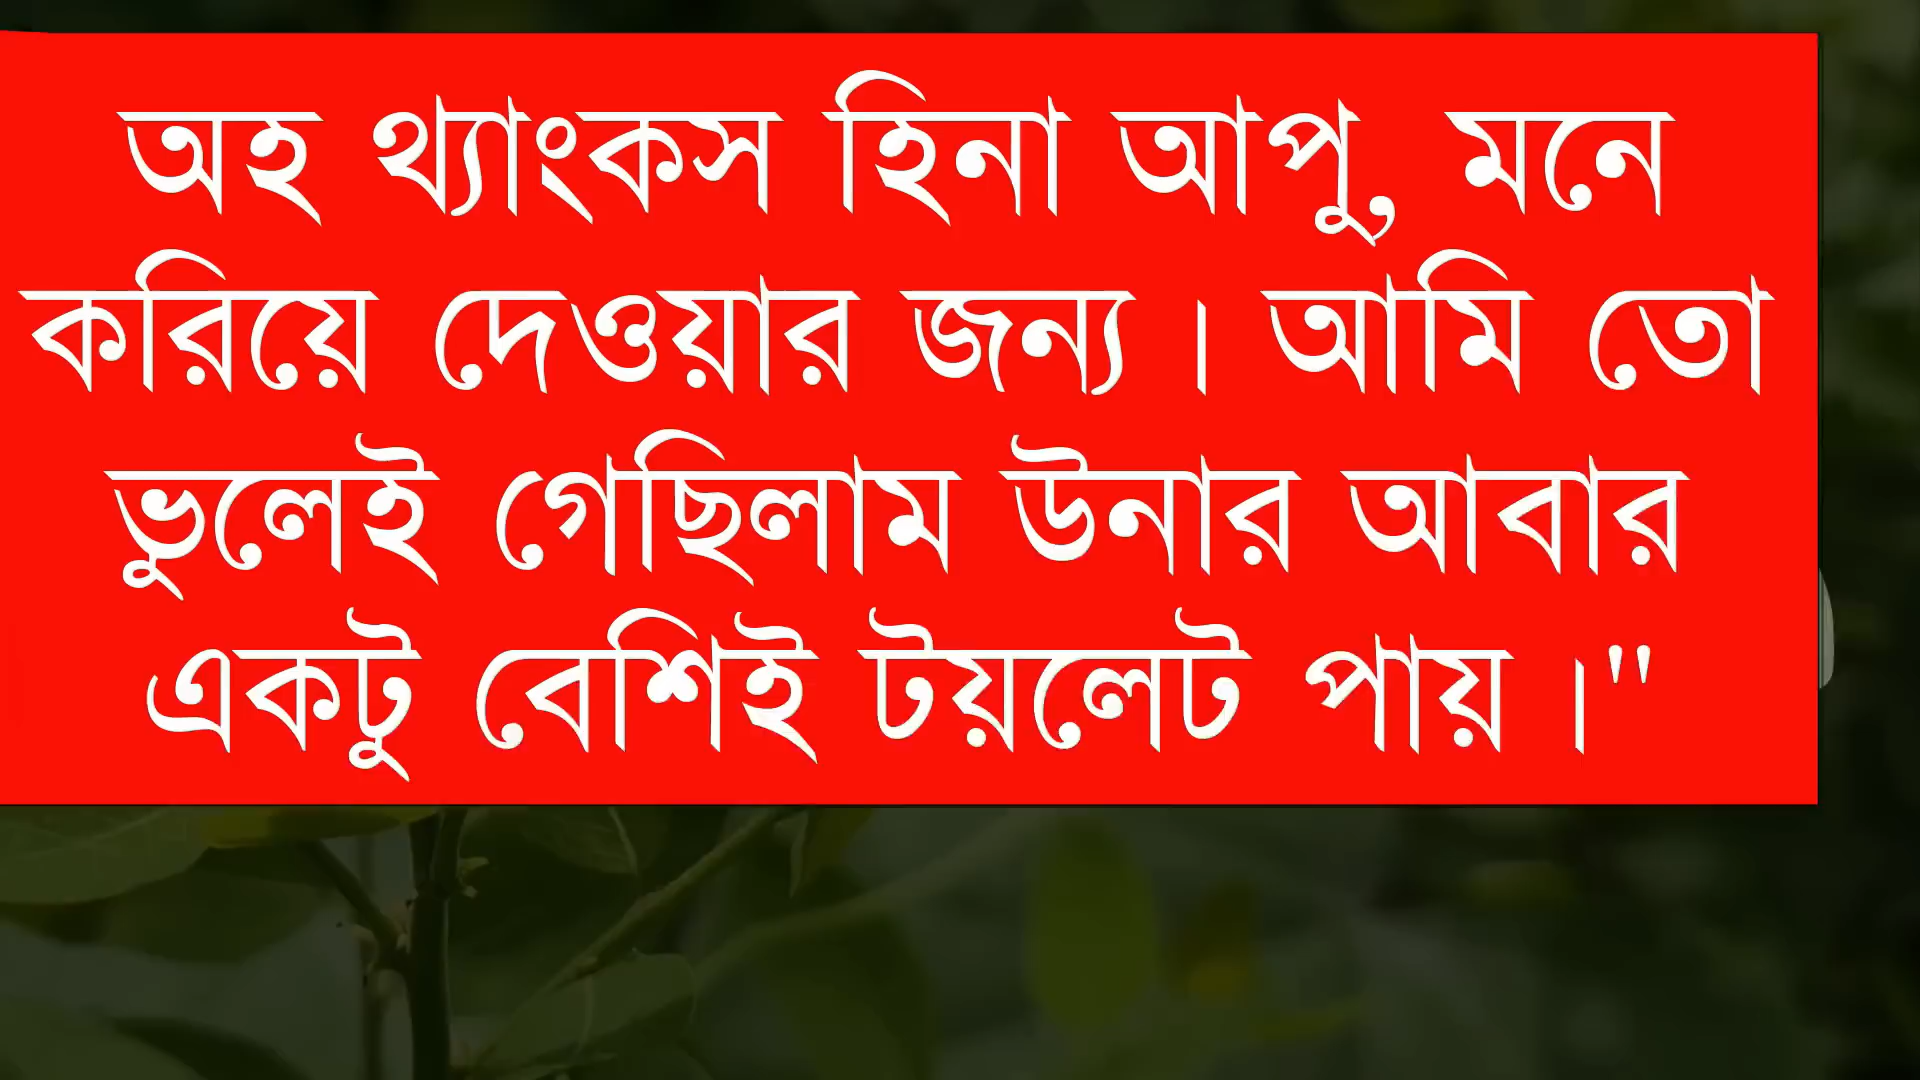 অহ থ্যাংকস হিনা আপু, মনে
করিয়ে দেওয়ার জন্য । আমি তো
ভুলেই গেছিলাম উনার আবার
একটু বেশিই টয়লেট পায় ।"